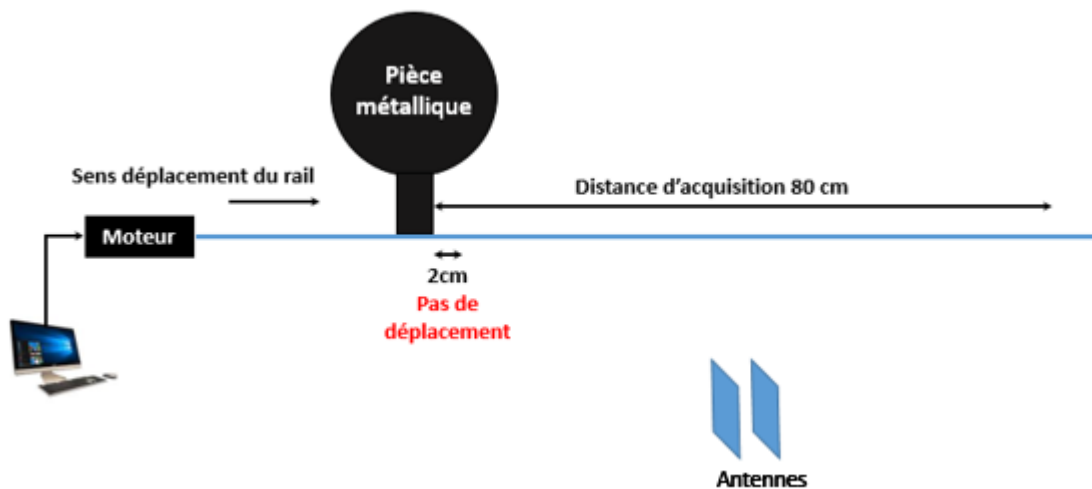 Pièce
métallique
Sens déplacement du rail
Distance d'acquisition 80 cm
Moteur
2cm
Pas de
déplacement
Antennes